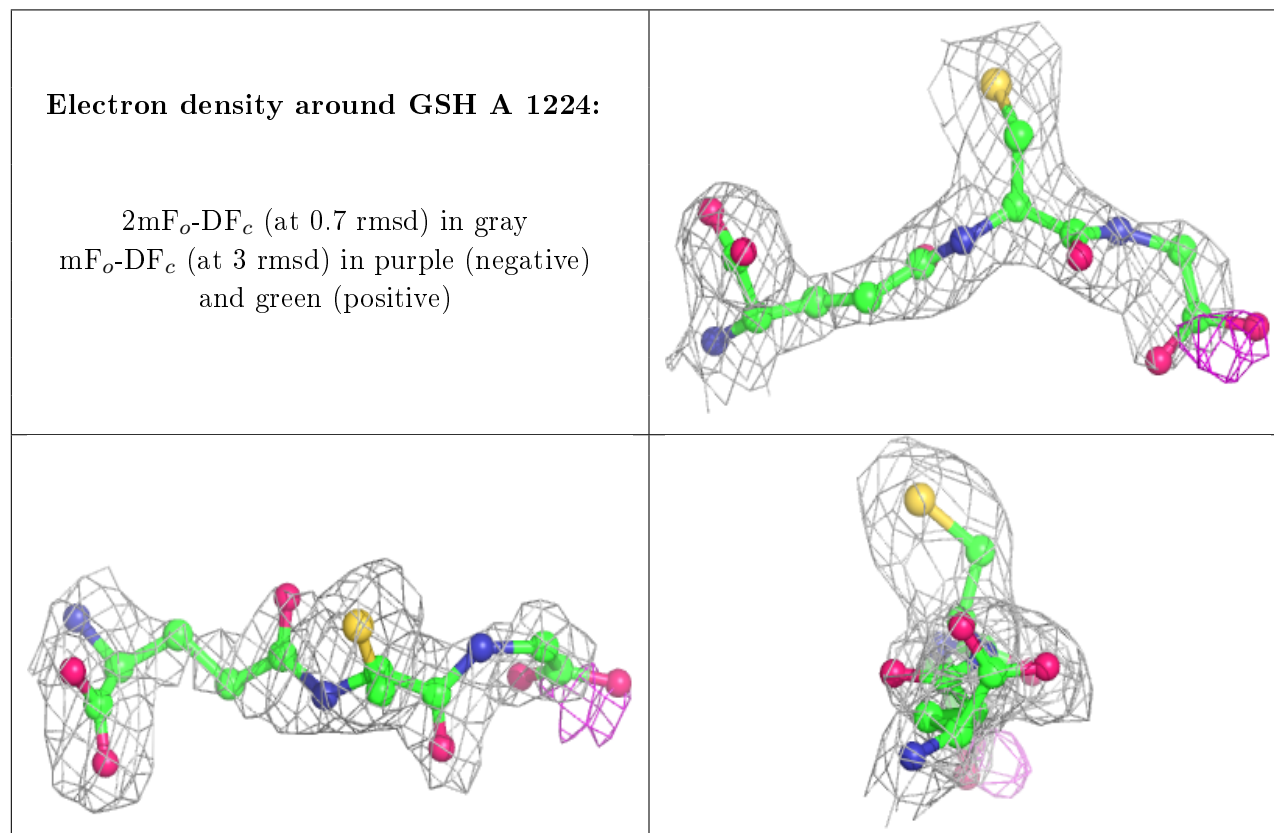 Electron density around GSH A 1224:
2mFo-DFc (at 0.7 rmsd) in gray
mFo-DFc (at 3 rmsd) in purple (negative)
and green (positive)